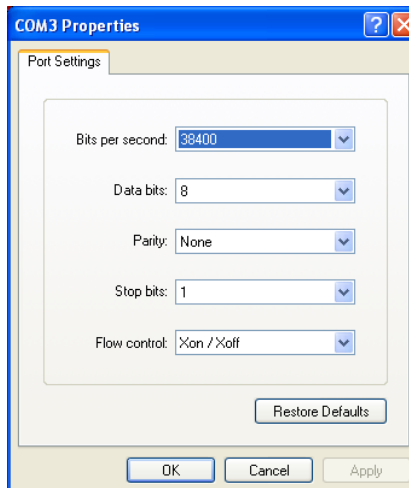 COM3 Properties
Port Settings
Bits per second: 38400
Data bits: 8
Parity: None
Stop bits: 1
Flow control: Xon / Xoff
Restore Defaults
OK Cancel Apply